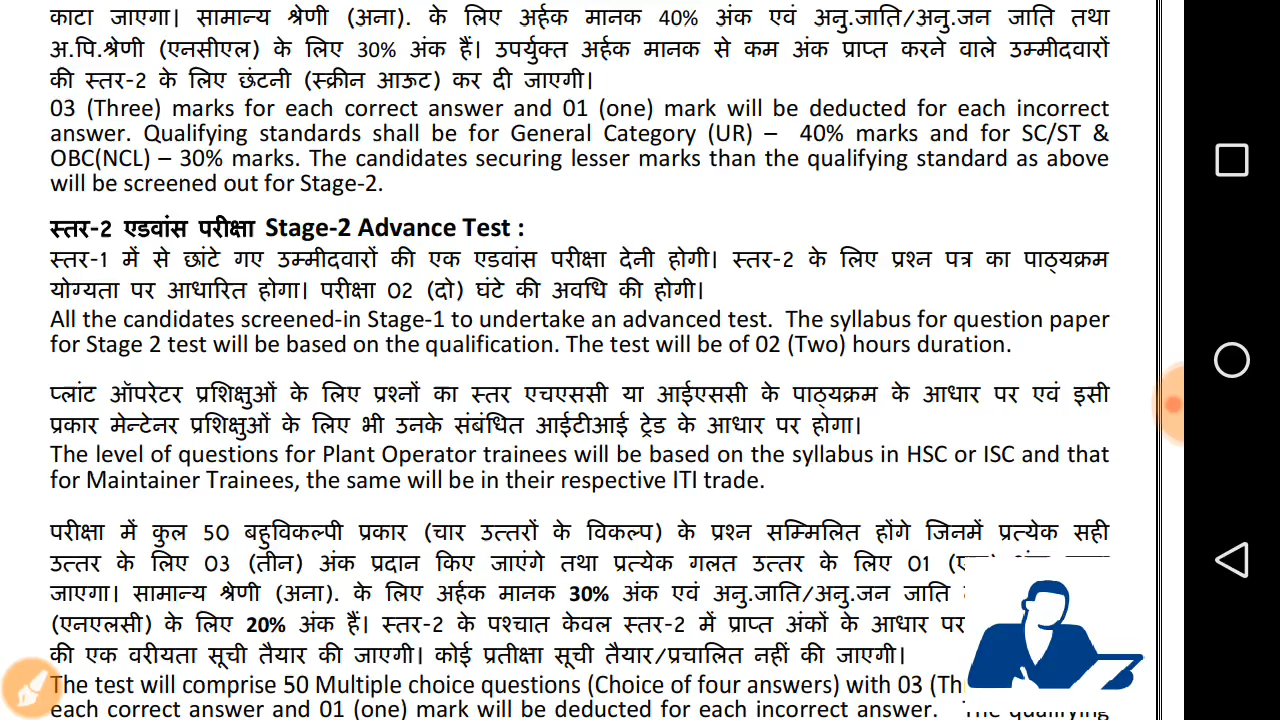 काटा जाएगा। सामान्य श्रेणी (अना). के लिए अर्हक मानक 40% अंक एवं अनु.जाति/अनु.जन जाति तथा
अ.पि.श्रेणी (एनसीएल) के लिए 30% अंक हैं। उपर्युक्त अर्हक मानक से कम अंक प्राप्त करने वाले उम्मीदवारों
की स्तर-2 के लिए छंटनी (स्क्रीन आऊट) कर दी जाएगी।
03 (Three) marks for each correct answer and 01 (one) mark will be deducted for each incorrect
answer. Qualifying standards shall be for General Category (UR) – 40% marks and for SC/ST &
OBC(NCL) – 30% marks. The candidates securing lesser marks than the qualifying standard as above
will be screened out for Stage-2.
स्तर-2 एडवांस परीक्षा Stage-2 Advance Test :
स्तर-1 में से छांटे गए उम्मीदवारों की एक एडवांस परीक्षा देनी होगी। स्तर-2 के लिए प्रश्न पत्र का पाठ्यक्रम
योग्यता पर आधारित होगा। परीक्षा 02 (दो) घंटे की अवधि की होगी।
All the candidates screened-in Stage-1 to undertake an advanced test. The syllabus for question paper
for Stage 2 test will be based on the qualification. The test will be of 02 (Two) hours duration.
प्लांट ऑपरेटर प्रशिक्षुओं के लिए प्रश्नों का स्तर एचएससी या आईएससी के पाठ्यक्रम के आधार पर एवं इसी
प्रकार मेन्टेनर प्रशिक्षुओं के लिए भी उनके संबंधित आईटीआई ट्रेड के आधार पर होगा।
The level of questions for Plant Operator trainees will be based on the syllabus in HSC or ISC and that
for Maintainer Trainees, the same will be in their respective ITI trade.
परीक्षा में कुल 50 बहुविकल्पी प्रकार (चार उत्तरों के विकल्प) के प्रश्न सम्मिलित होंगे जिनमें प्रत्येक सही
उत्तर के लिए 03 (तीन) अंक प्रदान किए जाएंगे तथा प्रत्येक गलत उत्तर के लिए 01
जाएगा। सामान्य श्रेणी (अना). के लिए अर्हक मानक 30% अंक एवं अनु.जाति/अनु.जन जाति
(एनएलसी) के लिए 20% अंक हैं। स्तर-2 के पश्चात केवल स्तर-2 में प्राप्त अंकों के आधार पर
की एक वरीयता सूची तैयार की जाएगी। कोई प्रतीक्षा सूची तैयार/प्रचालित नहीं की जाएगी।
The test will comprise 50 Multiple choice questions (Choice of four answers) with 03
each correct answer and 01 (one) mark will be deducted for each incorrect answer. The qualifying